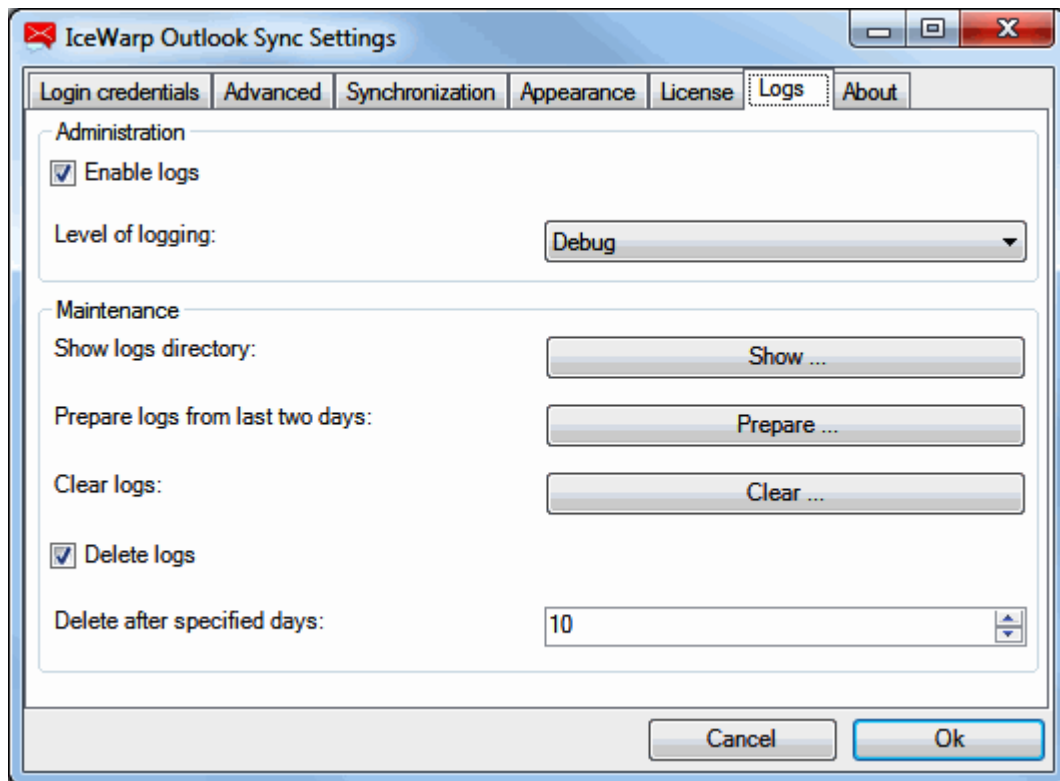 IceWarp Outlook Sync Settings
Login credentials Advanced Synchronization Appearance License Logs About
Administration
Enable logs
Level of logging: Debug
Maintenance
Show logs directory: Show ...
Prepare logs from last two days: Prepare ...
Clear logs: Clear ...
Delete logs
Delete after specified days: 10
Cancel Ok